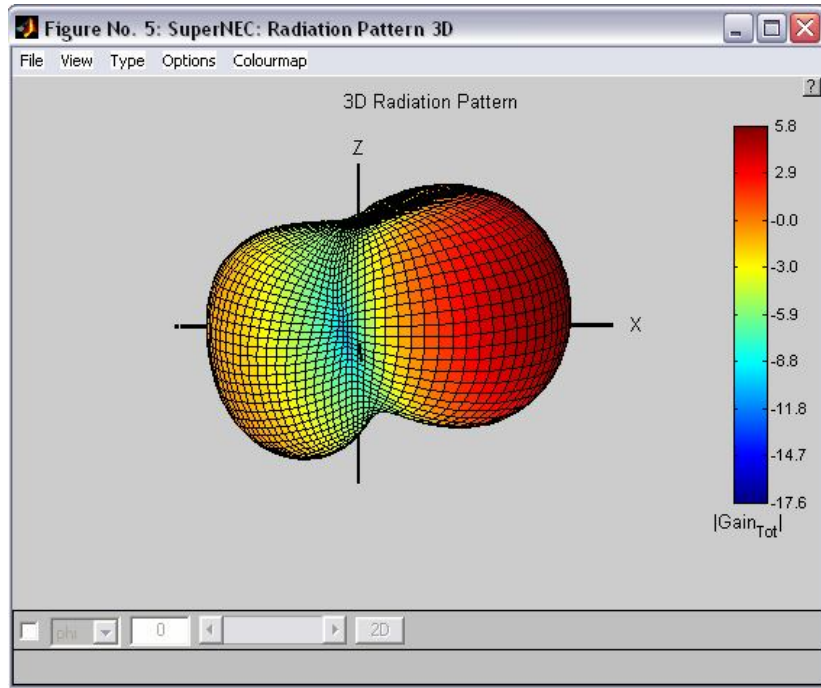 Figure No. 5: SuperNEC: Radiation Pattern 3D
File View Type Options Colourmap
?
3D Radiation Pattern
Z
X
5.8
2.9
-0.0
-3.0
-5.9
-8.8
-11.8
-14.7
-17.6
|Gain_Tot|
phi 0 2D